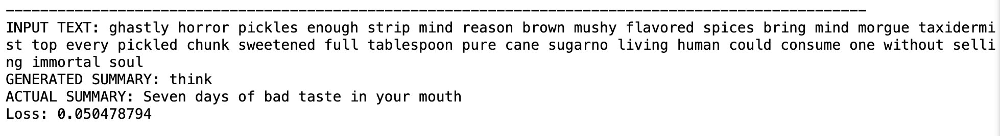 ----------------------------------------------------------------------------------------------------
INPUT TEXT: ghastly horror pickles enough strip mind reason brown mushy flavored spices bring mind morgue taxidermi
st top every pickled chunk sweetened full tablespoon pure cane sugarno living human could consume one without selli
ng immortal soul
GENERATED SUMMARY: think
ACTUAL SUMMARY: Seven days of bad taste in your mouth
Loss: 0.050478794